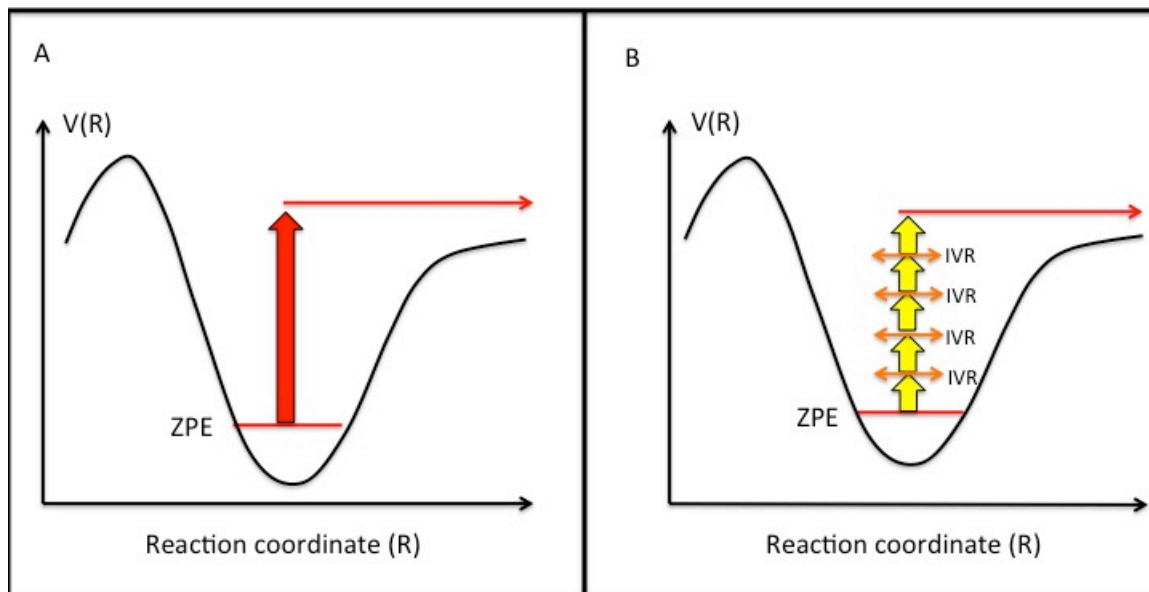 A
V(R)
ZPE
Reaction coordinate (R)
B
V(R)
IVR
IVR
IVR
IVR
ZPE
Reaction coordinate (R)